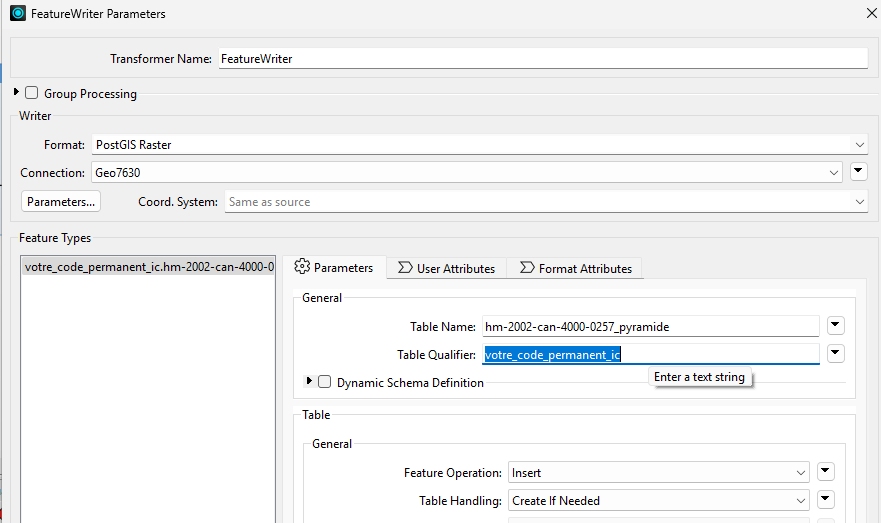 FeatureWriter Parameters
Transformer Name: FeatureWriter
Group Processing
Writer
Format: PostGIS Raster
Connection: Geo7630
Parameters... Coord. System: Same as source
Feature Types
votre_code_permanent_ic.hm-2002-can-4000-0
Parameters User Attributes Format Attributes
General
Table Name: hm-2002-can-4000-0257_pyramide
Table Qualifier: votre_code_permanent_ic
Enter a text string
Dynamic Schema Definition
Table
General
Feature Operation: Insert
Table Handling: Create If Needed